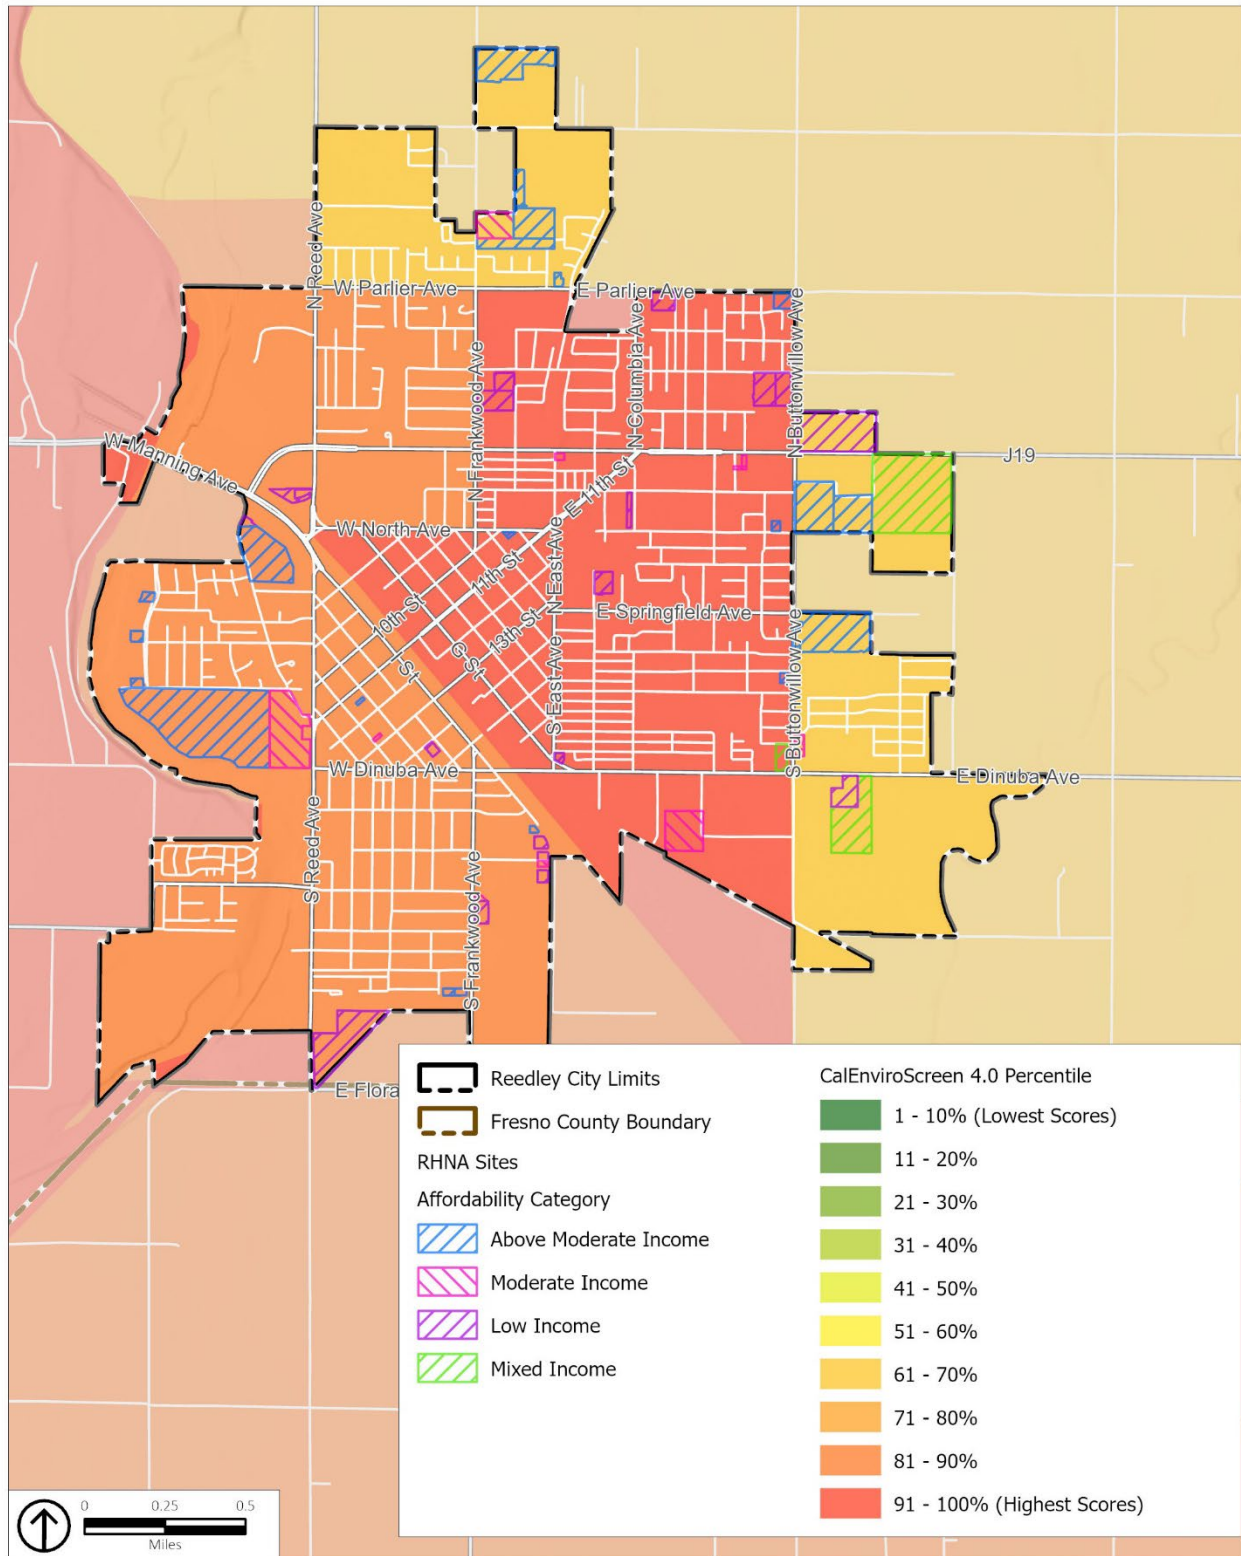 N Reed Ave
W Parlier Ave
E Parlier Ave
N Frankwood Ave
N Columbia Ave
N Buttonwillow Ave
W Manning Ave
J19
E 11th St
W North Ave
11th St
N East Ave
10th St
13th St
E Springfield Ave
G St
I St
S East Ave
S Buttonwillow Ave
W Dinuba Ave
E Dinuba Ave
S Reed Ave
S Frankwood Ave
E Flora
Reedley City Limits
Fresno County Boundary
RHNA Sites
Affordability Category
Above Moderate Income
Moderate Income
Low Income
Mixed Income
CalEnviroScreen 4.0 Percentile
1 - 10% (Lowest Scores)
11 - 20%
21 - 30%
31 - 40%
41 - 50%
51 - 60%
61 - 70%
71 - 80%
81 - 90%
91 - 100% (Highest Scores)
0 0.25 0.5
Miles